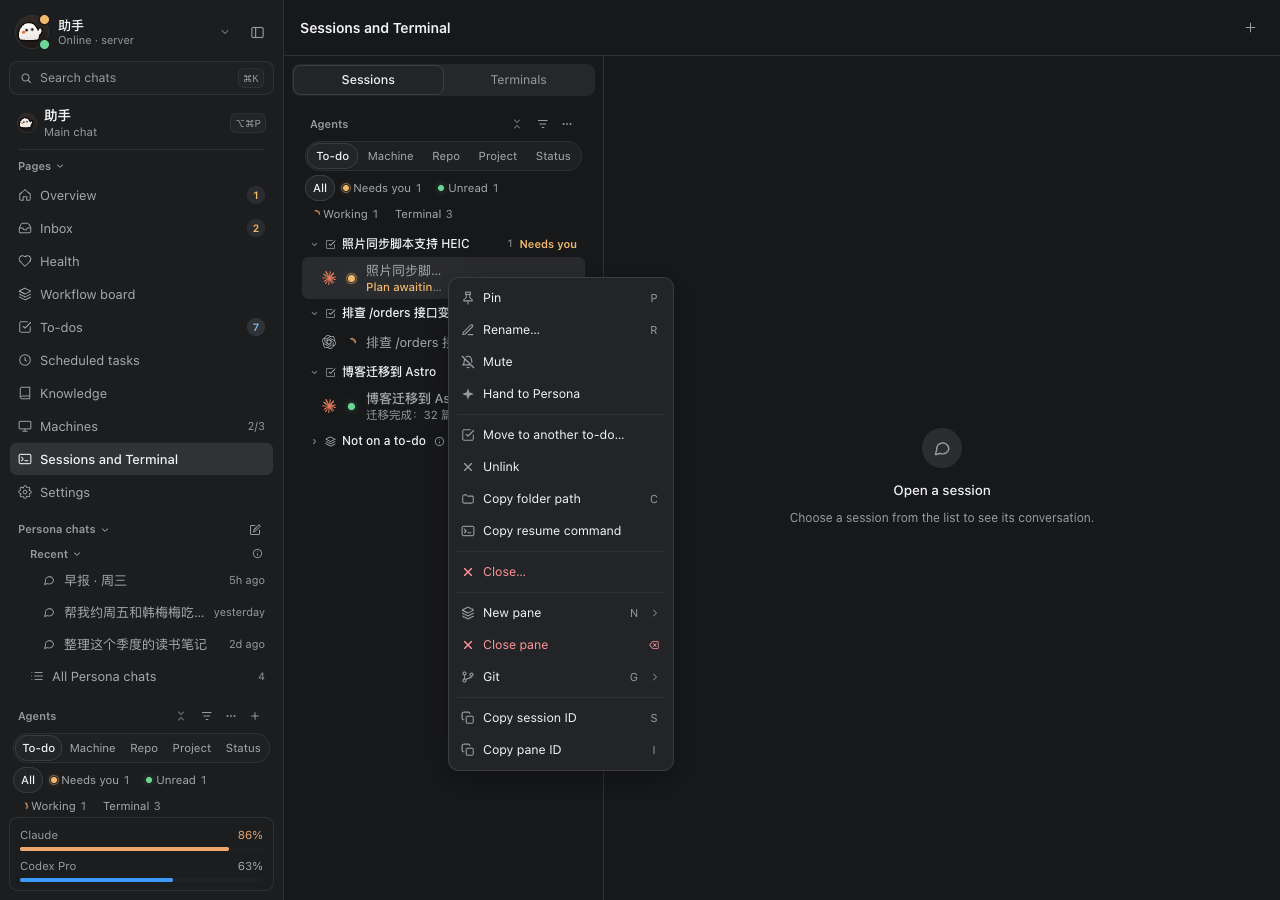 助手
Online · server
Search chats
⌘K
助手
Main chat
⌥⌘P
Pages
Overview
1
Inbox
2
Health
Workflow board
To-dos
7
Scheduled tasks
Knowledge
Machines
2/3
Sessions and Terminal
Settings
Persona chats
Recent
早报 · 周三
5h ago
帮我约周五和韩梅梅吃...
yesterday
整理这个季度的读书笔记
2d ago
All Persona chats
4
Agents
To-do Machine Repo Project Status
All Needs you 1 Unread 1
Working 1 Terminal 3
Claude 86%
Codex Pro 63%
Sessions and Terminal
Sessions Terminals
Agents
To-do Machine Repo Project Status
All Needs you 1 Unread 1
Working 1 Terminal 3
照片同步脚本支持 HEIC 1 Needs you
照片同步脚...
Plan awaitin...
排查 /orders 接口变
排查 /orders
博客迁移到 Astro
博客迁移到 As
迁移完成：32 篇
Not on a to-do
Pin P
Rename... R
Mute
Hand to Persona
Move to another to-do...
Unlink
Copy folder path C
Copy resume command
Close...
New pane N
Close pane
Git G
Copy session ID S
Copy pane ID I
Open a session
Choose a session from the list to see its conversation.